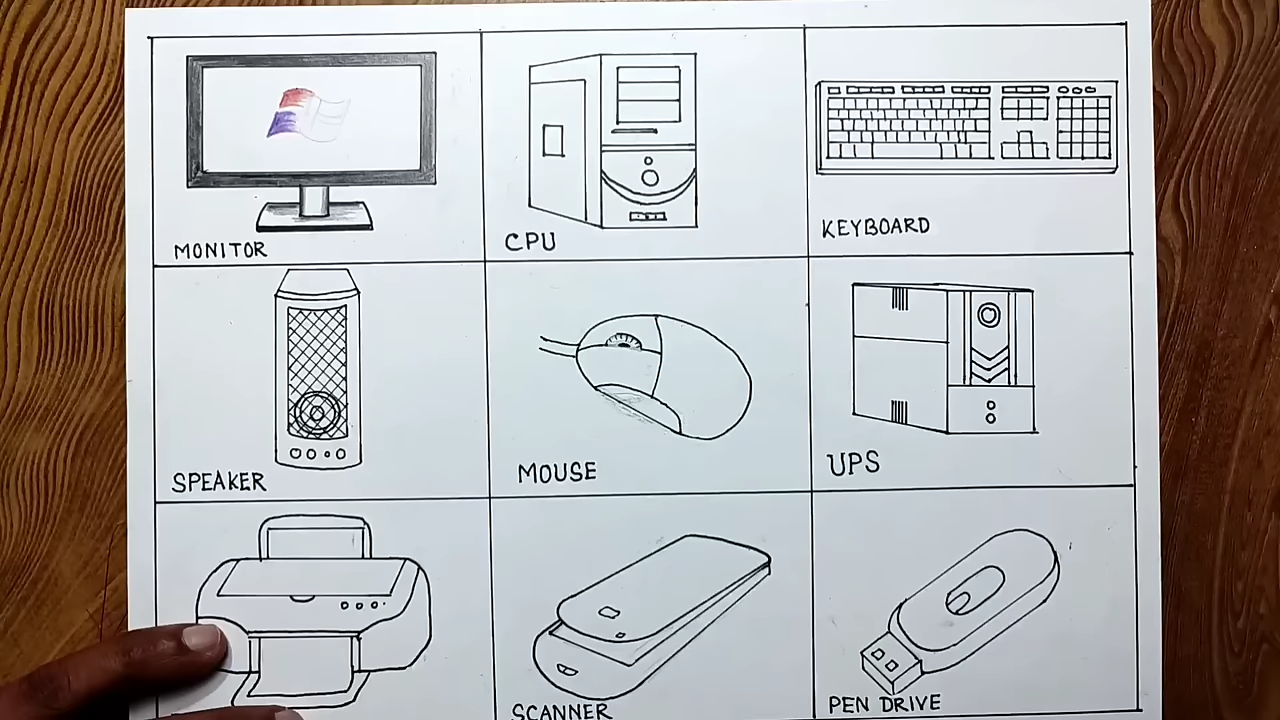 MONITOR
CPU
KEYBOARD
SPEAKER
MOUSE
UPS
SCANNER
PEN DRIVE